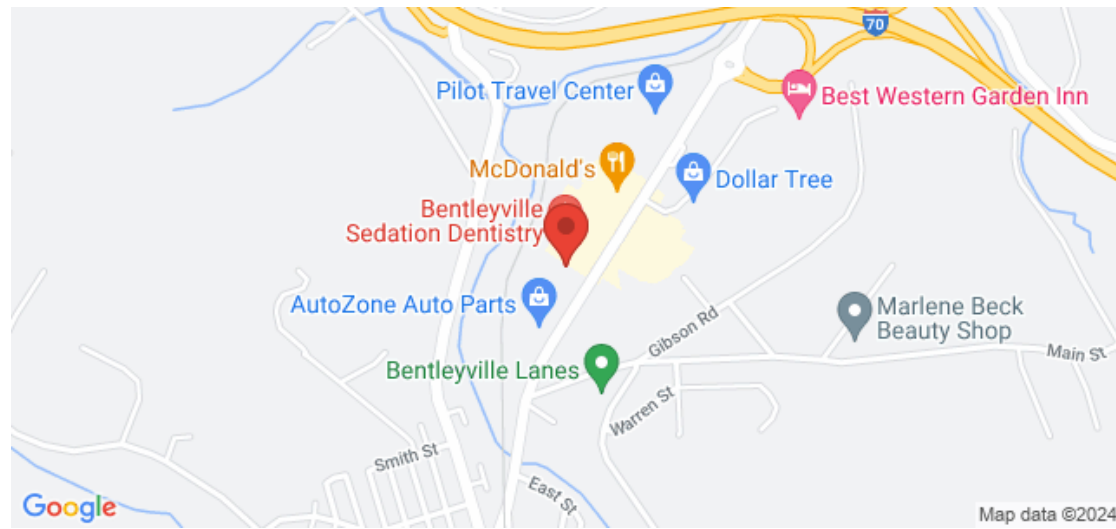 70
Pilot Travel Center
Best Western Garden Inn
McDonald's
Dollar Tree
Bentleyville
Sedation Dentistry
AutoZone Auto Parts
Marlene Beck
Beauty Shop
Gibson Rd
Main St
Bentleyville Lanes
Warren St
Smith St
East St
Google
Map data ©2024